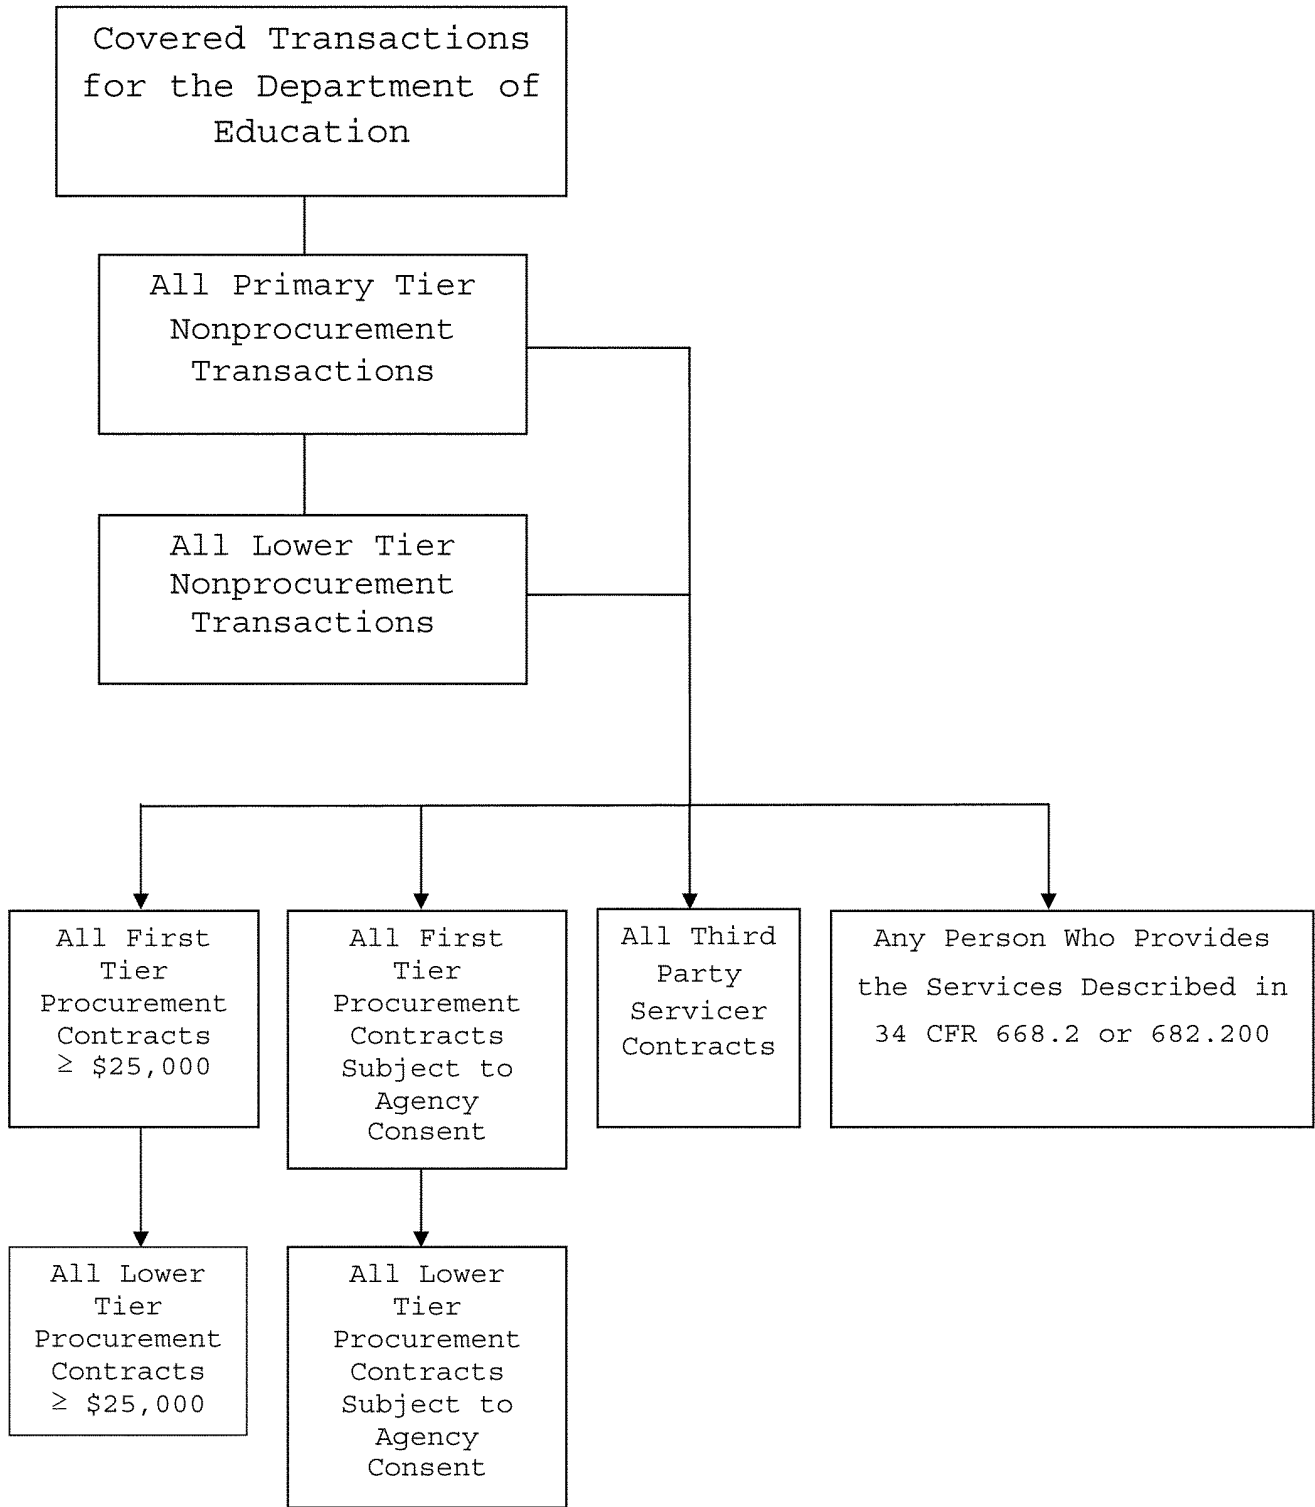 Covered Transactions
for the Department of
Education
All Primary Tier
Nonprocurement
Transactions
All Lower Tier
Nonprocurement
Transactions
All First
Tier
Procurement
Contracts
≥ $25,000
All First
Tier
Procurement
Contracts
Subject to
Agency
Consent
All Third
Party
Servicer
Contracts
Any Person Who Provides
the Services Described in
34 CFR 668.2 or 682.200
All Lower
Tier
Procurement
Contracts
≥ $25,000
All Lower
Tier
Procurement
Contracts
Subject to
Agency
Consent